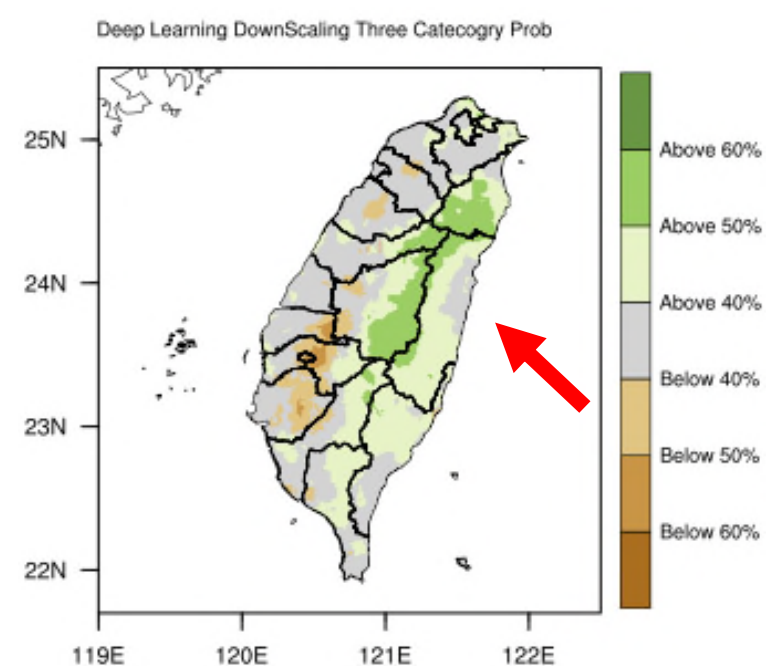 Deep Learning DownScaling Three Catecogry Prob
25N
24N
23N
22N
119E
120E
121E
122E
Above 60%
Above 50%
Above 40%
Below 40%
Below 50%
Below 60%